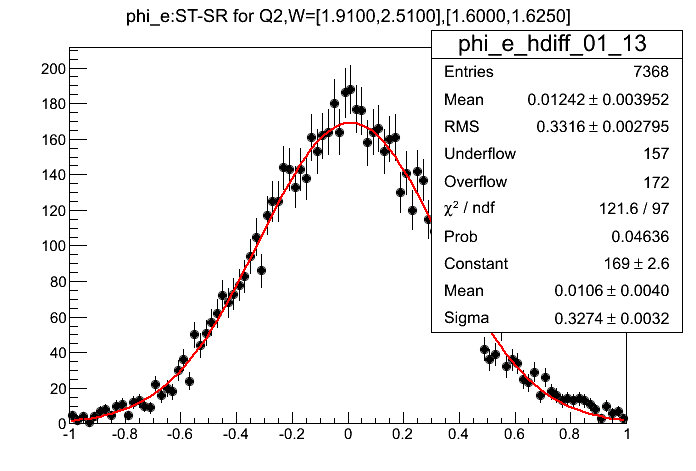 phi_e:ST-SR for Q2,W=[1.9100,2.5100],[1.6000,1.6250]
phi_e_hdiff_01_13
Entries 7368
Mean 0.01242 ± 0.003952
RMS 0.3316 ± 0.002795
Underflow 157
Overflow 172
χ² / ndf 121.6 / 97
Prob 0.04636
Constant 169 ± 2.6
Mean 0.0106 ± 0.0040
Sigma 0.3274 ± 0.0032
200
180
160
140
120
100
80
60
40
20
0
-1 -0.8 -0.6 -0.4 -0.2 0 0.2 0.4 0.6 0.8 1